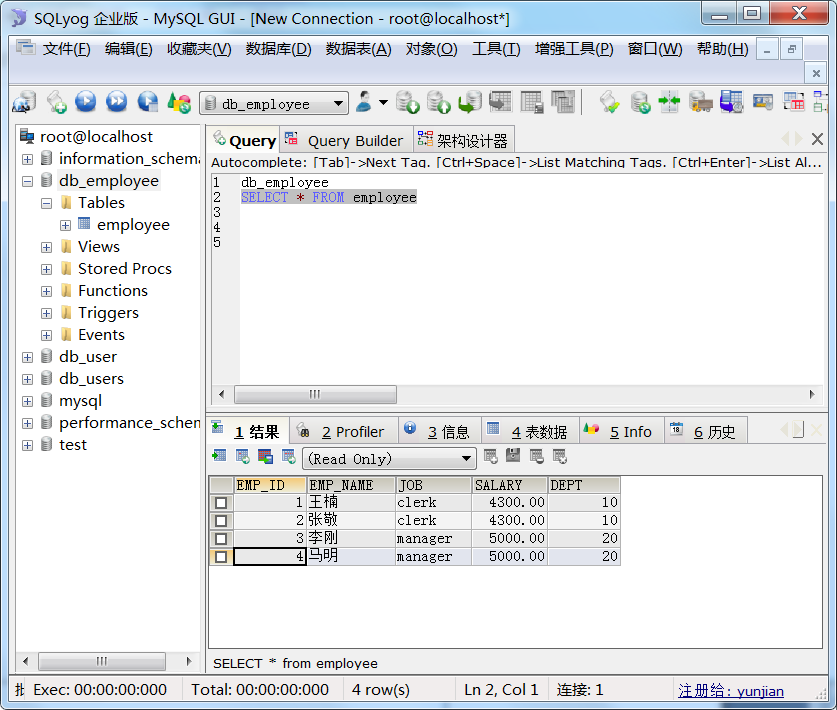 SQLyog 企业版 - MySQL GUI - [New Connection - root@localhost*]
文件(F) 编辑(E) 收藏夹(V) 数据库(D) 数据表(A) 对象(O) 工具(T) 增强工具(P) 窗口(W) 帮助(H)
db_employee
root@localhost
information_schema
db_employee
Tables
employee
Views
Stored Procs
Functions
Triggers
Events
db_user
db_users
mysql
performance_schem
test
Query Query Builder 架构设计器
Autocomplete: [Tab]->Next Tag. [Ctrl+Space]->List Matching Tags. [Ctrl+Enter]->List Al...
1 db_employee
2 SELECT * FROM employee
3
4
5
1 结果 2 Profiler 3 信息 4 表数据 5 Info 6 历史
(Read Only)
EMP_ID EMP_NAME JOB SALARY DEPT
1 王楠 clerk 4300.00 10
2 张敬 clerk 4300.00 10
3 李刚 manager 5000.00 20
4 马明 manager 5000.00 20
SELECT * from employee
批 Exec: 00:00:00:000 Total: 00:00:00:000 4 row(s) Ln 2, Col 1 连接: 1 注册给: yunjian